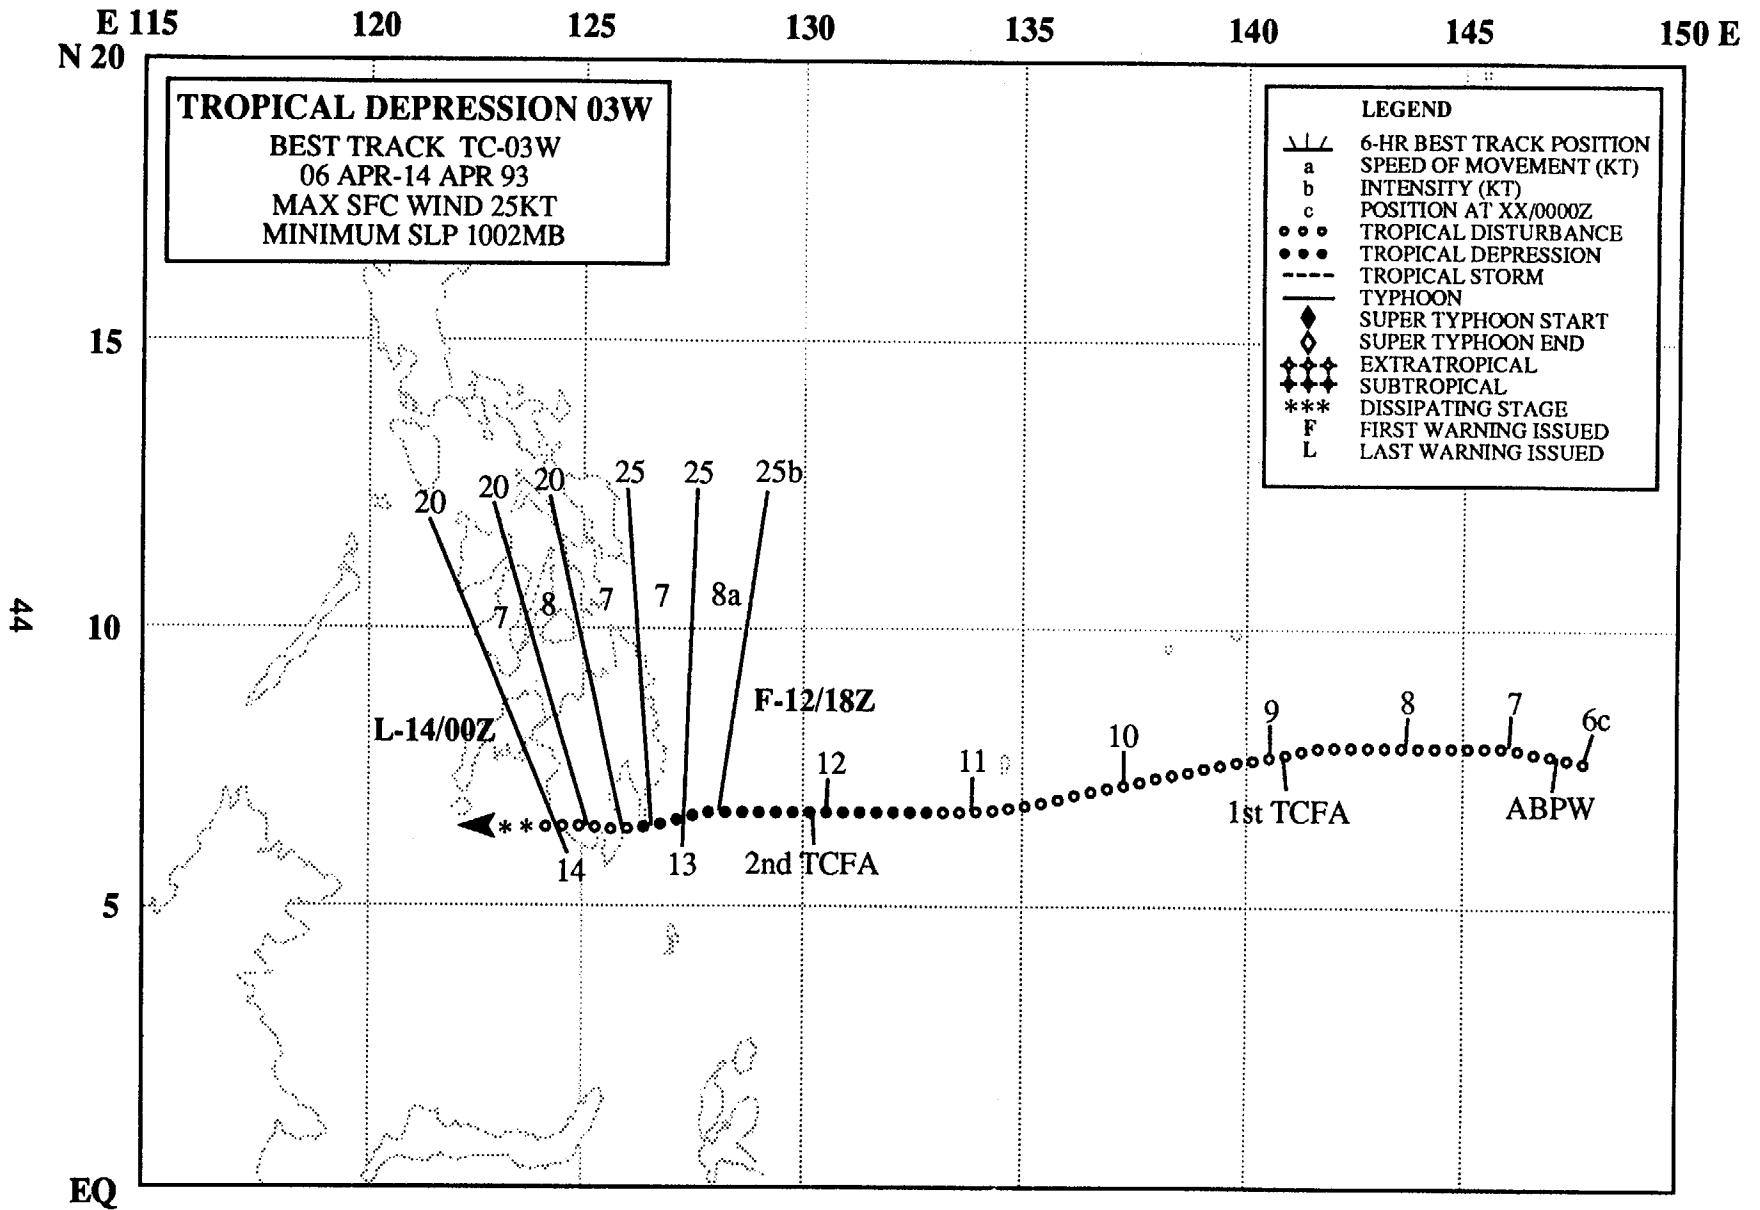 E 115 120 125 130 135 140 145 150 E
N 20
TROPICAL DEPRESSION 03W
BEST TRACK TC-03W
06 APR-14 APR 93
MAX SFC WIND 25KT
MINIMUM SLP 1002MB
LEGEND
6-HR BEST TRACK POSITION
a SPEED OF MOVEMENT (KT)
b INTENSITY (KT)
c POSITION AT XX/0000Z
TROPICAL DISTURBANCE
TROPICAL DEPRESSION
TROPICAL STORM
TYPHOON
SUPER TYPHOON START
SUPER TYPHOON END
EXTRATROPICAL
SUBTROPICAL
*** DISSIPATING STAGE
F FIRST WARNING ISSUED
L LAST WARNING ISSUED
15
20 20 20 25 25 25b
7 8 7 7 8a
44
10
L-14/00Z
F-12/18Z
12 11 10 9 8 7 6c
**
14 13 2nd TCFA 1st TCFA ABPW
5
EQ